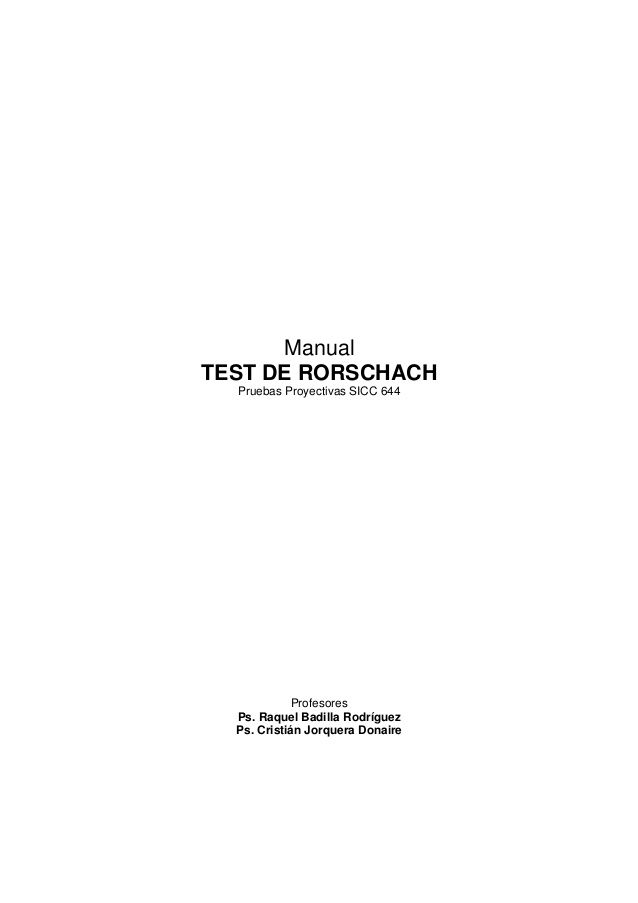 Manual
TEST DE RORSCHACH
Pruebas Proyectivas SICC 644
Profesores
Ps. Raquel Badilla Rodríguez
Ps. Cristián Jorquera Donaire